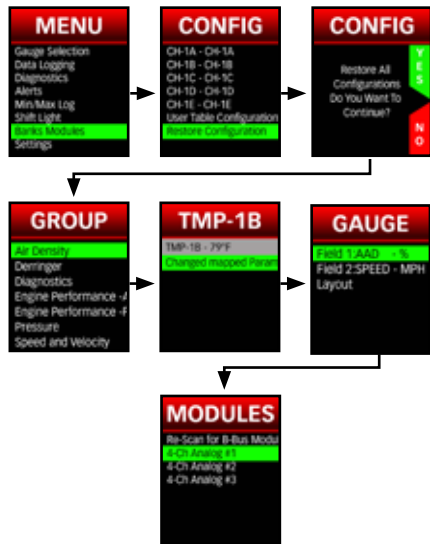 MENU
Gauge Selection
Data Logging
Diagnostics
Alerts
Min/Max Log
Shift Light
Banks Modules
Settings
CONFIG
CH-1A - CH-1A
CH-1B - CH-1B
CH-1C - CH-1C
CH-1D - CH-1D
CH-1E - CH-1E
User Table Configuration
Restore Configuration
CONFIG
Restore All
Configurations
Do You Want To
Continue?
YES
NO
GROUP
Air Density
Derringer
Diagnostics
Engine Performance -A
Engine Performance -F
Pressure
Speed and Velocity
TMP-1B
TMP-1B - 79°F
Changed mapped Param
GAUGE
Field 1:AAD - %
Field 2:SPEED - MPH
Layout
MODULES
Re-Scan for B-Bus Modu
4-Ch Analog #1
4-Ch Analog #2
4-Ch Analog #3